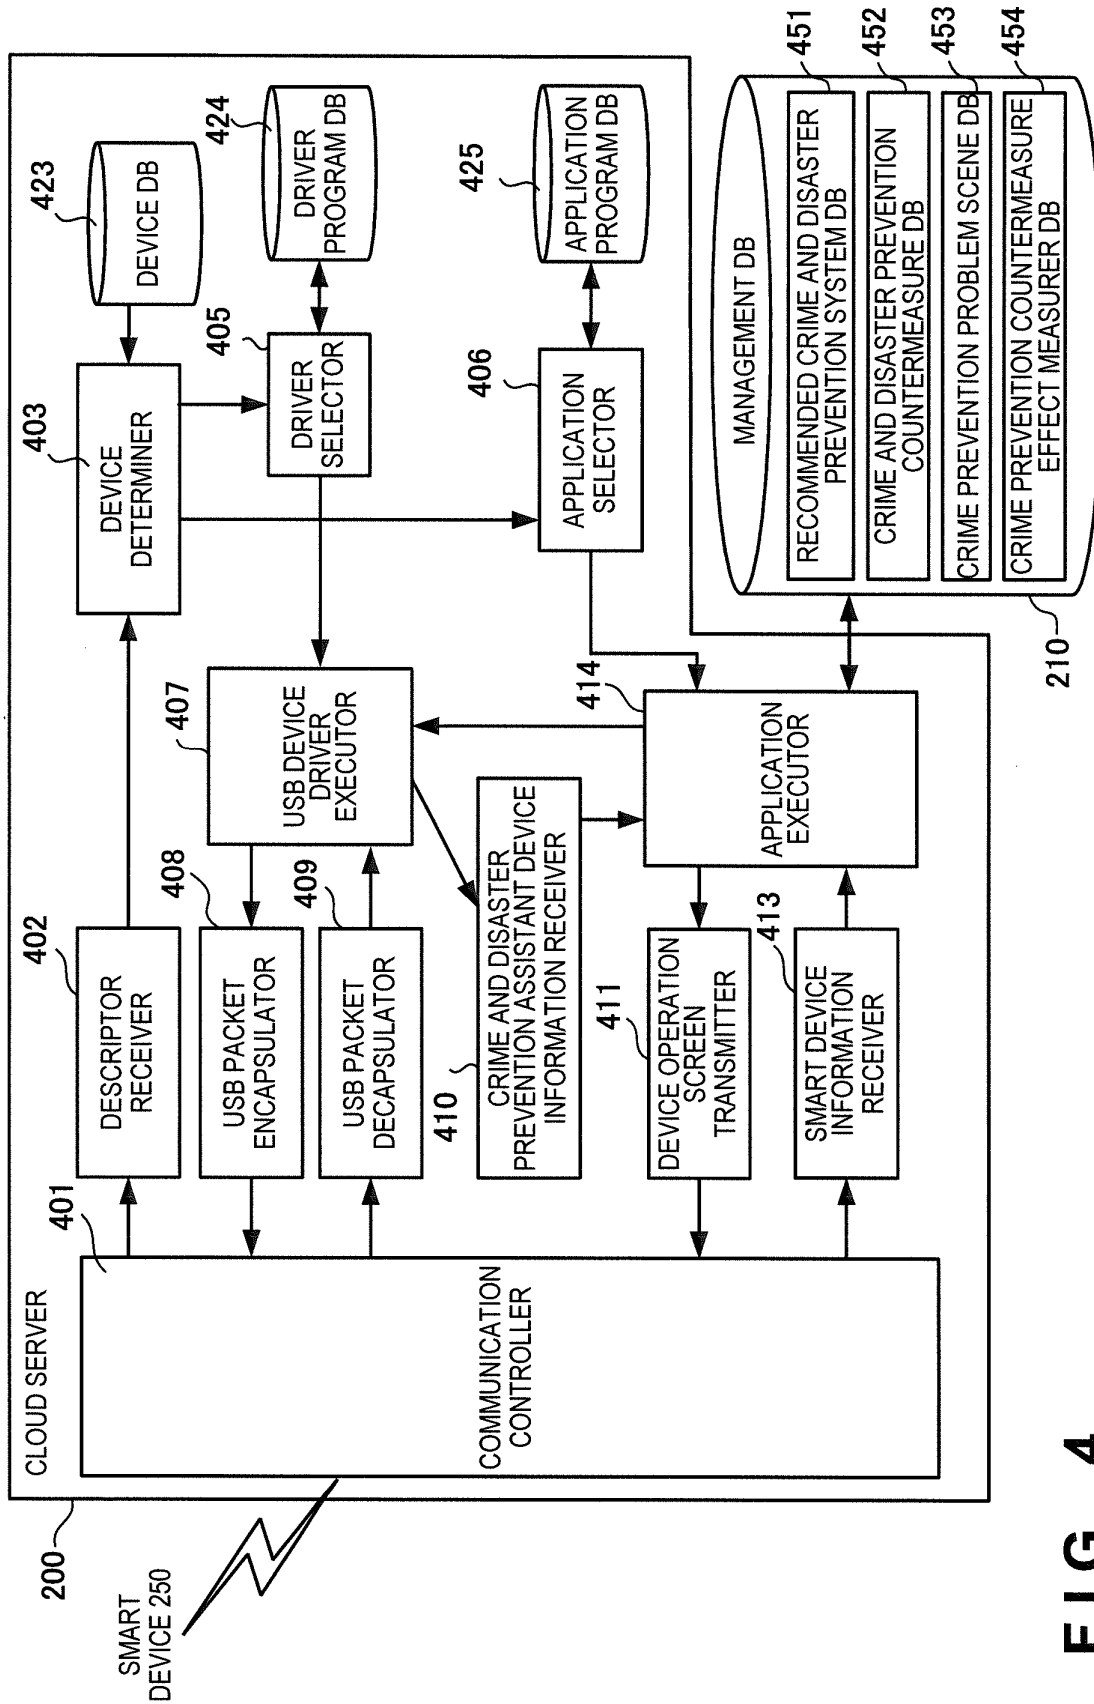 CLOUD SERVER
200
SMART
DEVICE 250
401
COMMUNICATION
CONTROLLER
402
DESCRIPTOR
RECEIVER
403
DEVICE
DETERMINER
423
DEVICE DB
408
USB PACKET
ENCAPSULATOR
409
USB PACKET
DECAPSULATOR
407
USB DEVICE
DRIVER
EXECUTOR
405
DRIVER
SELECTOR
424
DRIVER
PROGRAM DB
410
CRIME AND DISASTER
PREVENTION ASSISTANT DEVICE
INFORMATION RECEIVER
406
APPLICATION
SELECTOR
425
APPLICATION
PROGRAM DB
411
DEVICE OPERATION
SCREEN
TRANSMITTER
413
SMART DEVICE
INFORMATION
RECEIVER
414
APPLICATION
EXECUTOR
210
MANAGEMENT DB
RECOMMENDED CRIME AND DISASTER
PREVENTION SYSTEM DB
451
CRIME AND DISASTER PREVENTION
COUNTERMEASURE DB
452
CRIME PREVENTION PROBLEM SCENE DB
453
CRIME PREVENTION COUNTERMEASURE
EFFECT MEASURER DB
454
FIG. 4